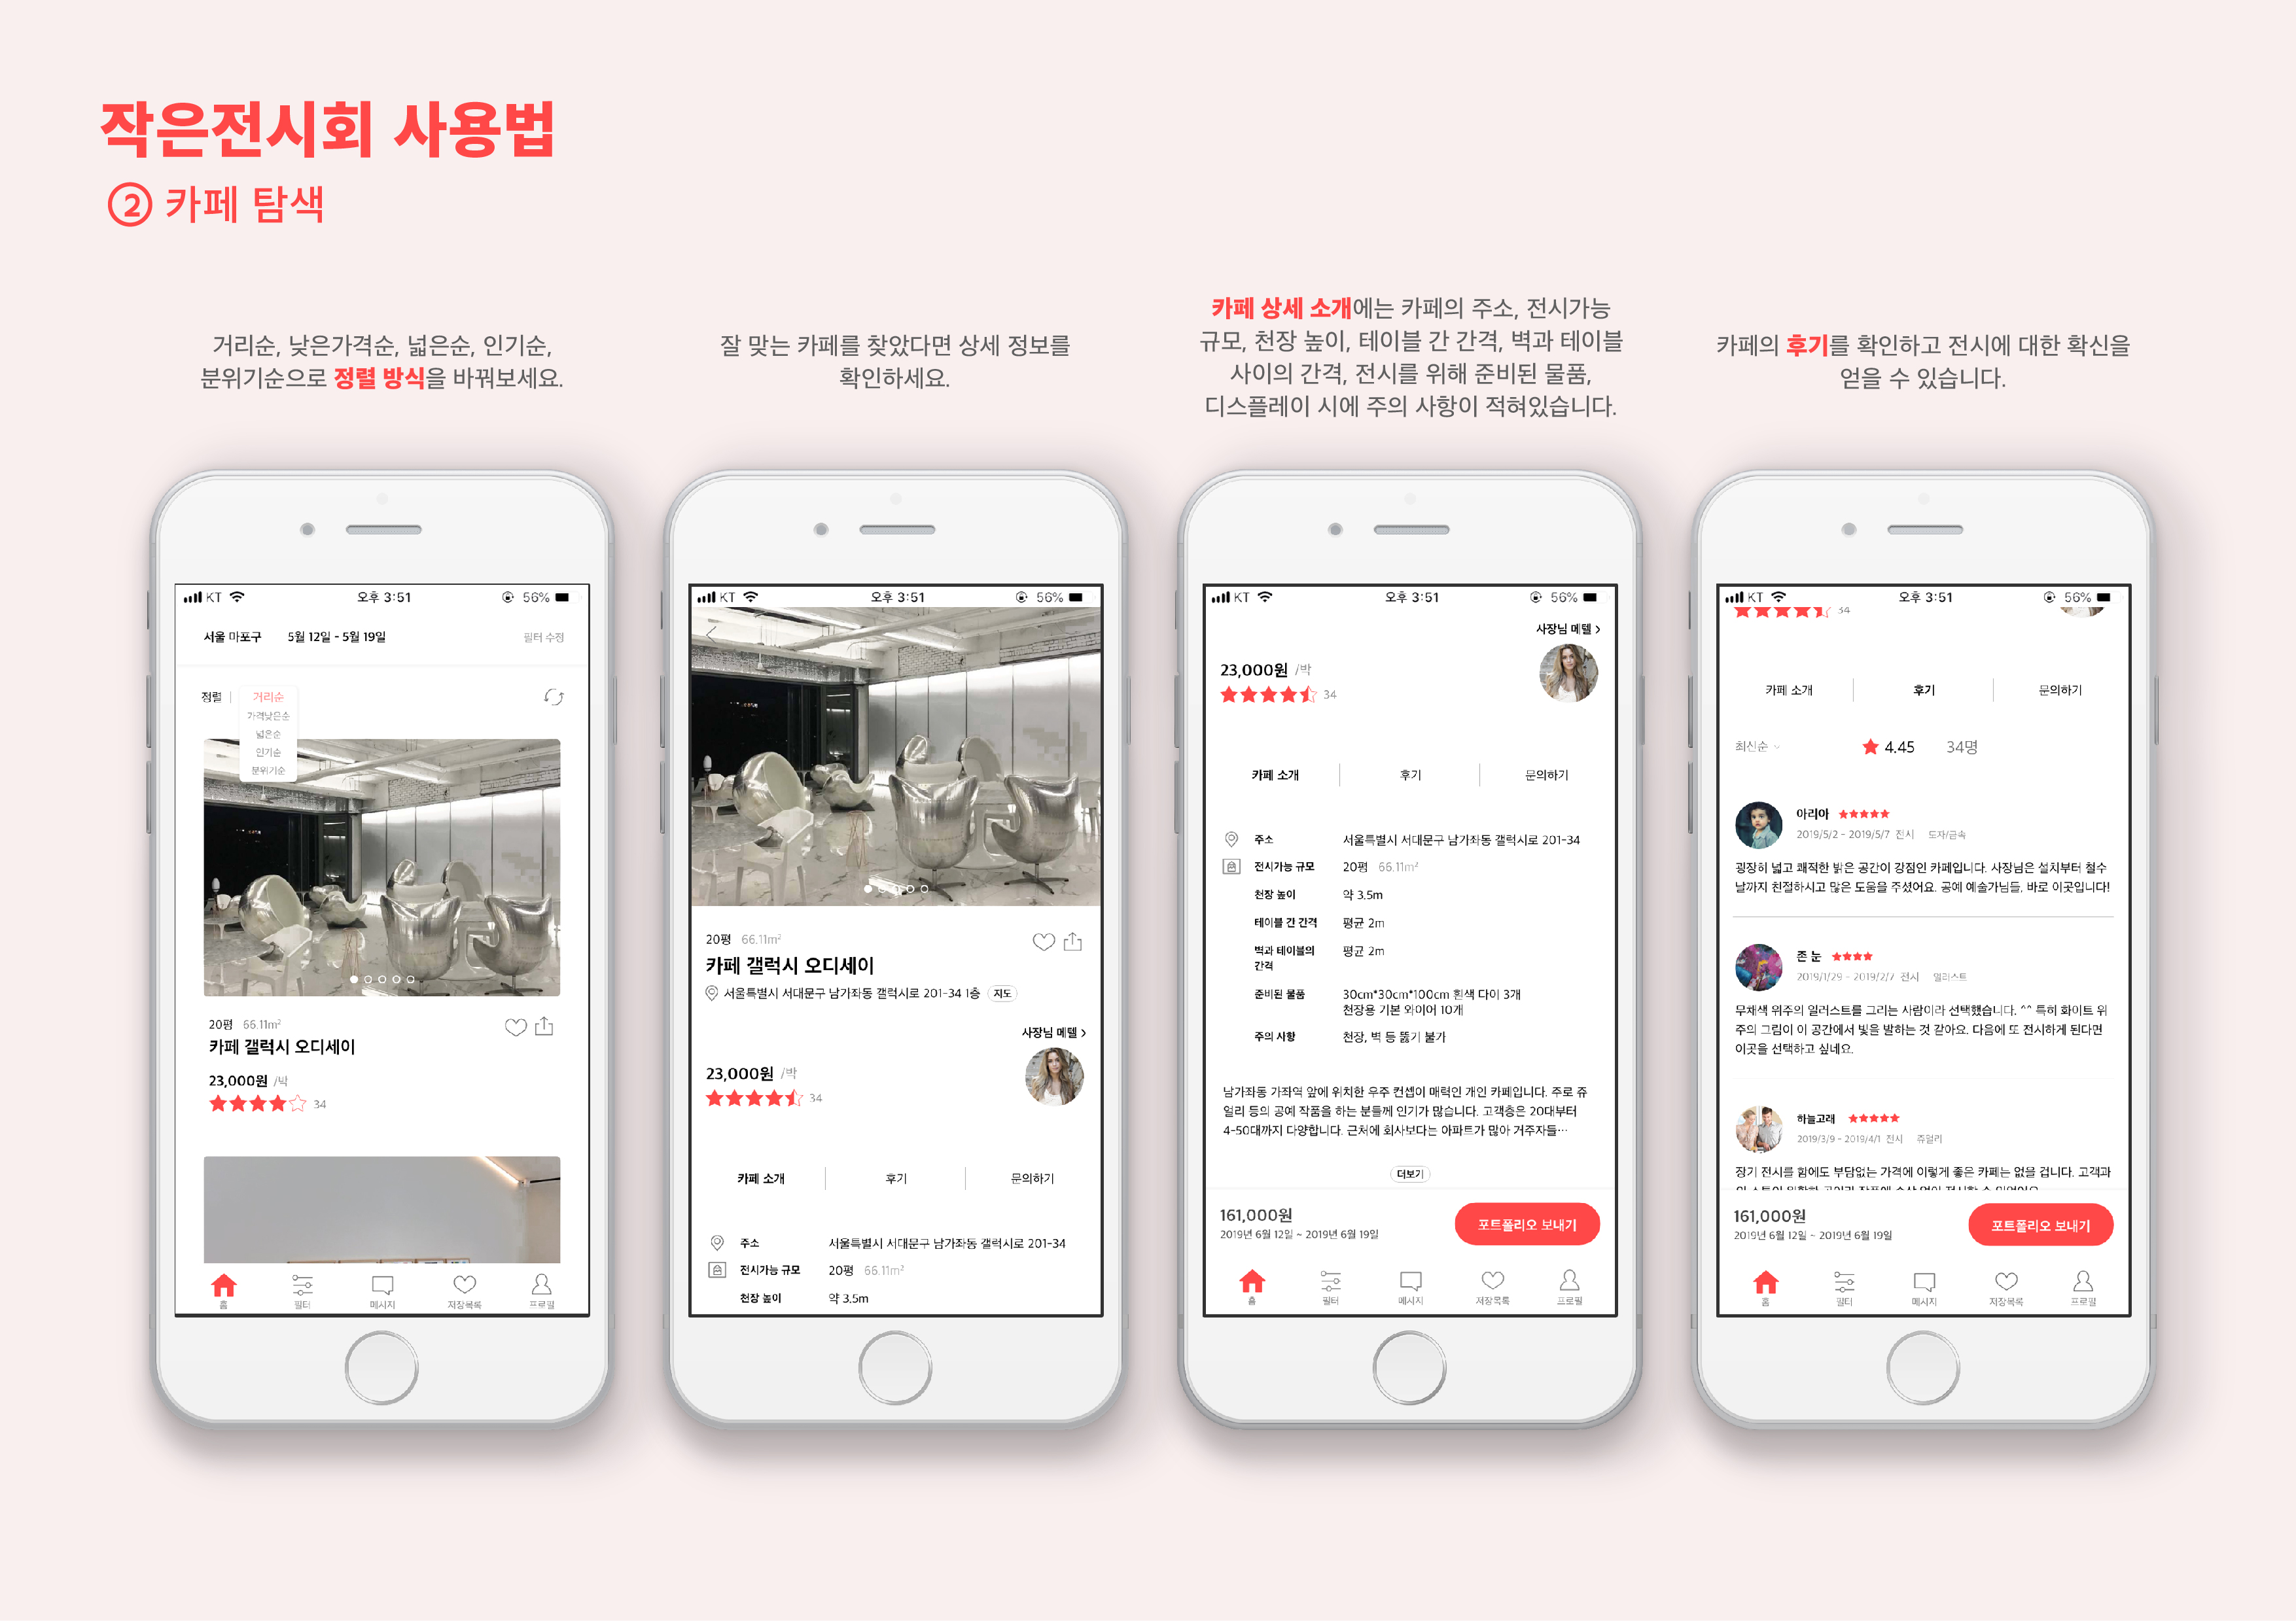 작은전시회 사용법
② 카페 탐색
거리순, 낮은가격순, 넓은순, 인기순,
분위기순으로 정렬 방식을 바꿔보세요.
잘 맞는 카페를 찾았다면 상세 정보를
확인하세요.
카페 상세 소개에는 카페의 주소, 전시가능
규모, 천장 높이, 테이블 간 간격, 벽과 테이블
사이의 간격, 전시를 위해 준비된 물품,
디스플레이 시에 주의 사항이 적혀있습니다.
카페의 후기를 확인하고 전시에 대한 확신을
얻을 수 있습니다.
KT 오후 3:51 56%
서울 마포구 5월 12일 - 5월 19일 필터 수정
정렬 거리순
가격낮은순
넓은순
인기순
분위기순
20평 66.11m²
카페 갤럭시 오디세이
23,000원 /박
34
홈 필터 메시지 저장목록 프로필
KT 오후 3:51 56%
20평 66.11m²
카페 갤럭시 오디세이
서울특별시 서대문구 남가좌동 갤럭시로 201-34 1층 지도
사장님 메텔 >
23,000원 /박
34
카페 소개 후기 문의하기
주소 서울특별시 서대문구 남가좌동 갤럭시로 201-34
전시가능 규모 20평 66.11m²
천장 높이 약 3.5m
KT 오후 3:51 56%
사장님 메텔 >
23,000원 /박
34
카페 소개 후기 문의하기
주소 서울특별시 서대문구 남가좌동 갤럭시로 201-34
전시가능 규모 20평 66.11m²
천장 높이 약 3.5m
테이블 간 간격 평균 2m
벽과 테이블의 평균 2m
간격
준비된 물품 30cm*30cm*100cm 흰색 다이 3개
천장용 기본 와이어 10개
주의 사항 천장, 벽 등 뚫기 불가
남가좌동 가좌역 앞에 위치한 우주 컨셉이 매력인 개인 카페입니다. 주로 쥬
얼리 등의 공예 작품을 하는 분들께 인기가 많습니다. 고객층은 20대부터
4-50대까지 다양합니다. 근처에 회사보다는 아파트가 많아 거주자들…
더보기
161,000원
2019년 6월 12일 ~ 2019년 6월 19일
포트폴리오 보내기
홈 필터 메시지 저장목록 프로필
KT 오후 3:51 56%
34
카페 소개 후기 문의하기
최신순 4.45 34명
아리아
2019/5/2 - 2019/5/7 전시 도자/금속
굉장히 넓고 쾌적한 밝은 공간이 강점인 카페입니다. 사장님은 설치부터 철수
날까지 친절하시고 많은 도움을 주셨어요. 공예 예술가님들, 바로 이곳입니다!
존 눈
2019/1/29 - 2019/2/7 전시 일러스트
무채색 위주의 일러스트를 그리는 사람이라 선택했습니다. ^^ 특히 화이트 위
주의 그림이 이 공간에서 빛을 발하는 것 같아요. 다음에 또 전시하게 된다면
이곳을 선택하고 싶네요.
하늘고래
2019/3/9 - 2019/4/1 전시 쥬얼리
장기 전시를 함에도 부담없는 가격에 이렇게 좋은 카페는 없을 겁니다. 고객과
161,000원
2019년 6월 12일 ~ 2019년 6월 19일
포트폴리오 보내기
홈 필터 메시지 저장목록 프로필